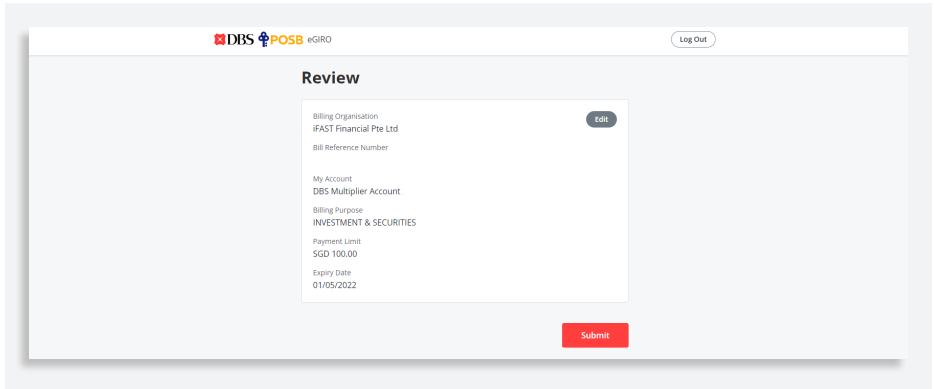 DBS POSB eGIRO
Log Out
Review
Billing Organisation
Edit
iFAST Financial Pte Ltd
Bill Reference Number
My Account
DBS Multiplier Account
Billing Purpose
INVESTMENT & SECURITIES
Payment Limit
SGD 100.00
Expiry Date
01/05/2022
Submit